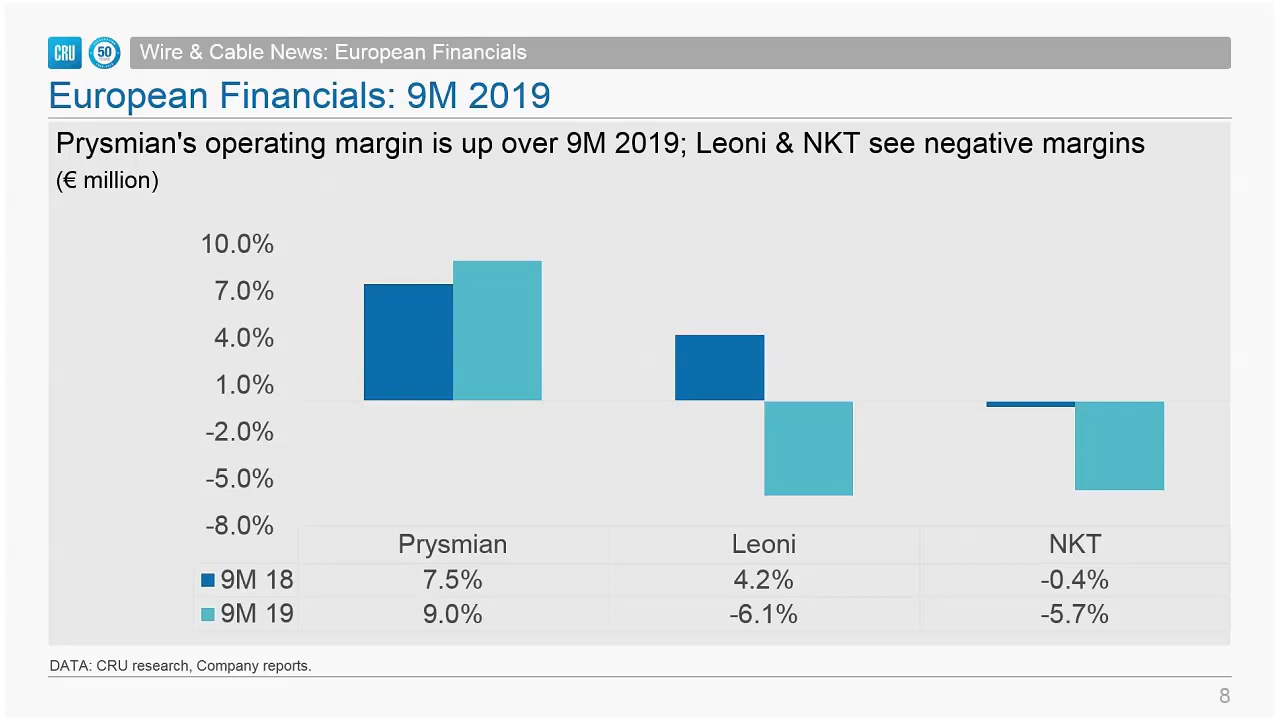 CRU 50 Wire & Cable News: European Financials
European Financials: 9M 2019
Prysmian's operating margin is up over 9M 2019; Leoni & NKT see negative margins
(€ million)
10.0%
7.0%
4.0%
1.0%
-2.0%
-5.0%
-8.0%
Prysmian Leoni NKT
9M 18 7.5% 4.2% -0.4%
9M 19 9.0% -6.1% -5.7%
DATA: CRU research, Company reports.
8